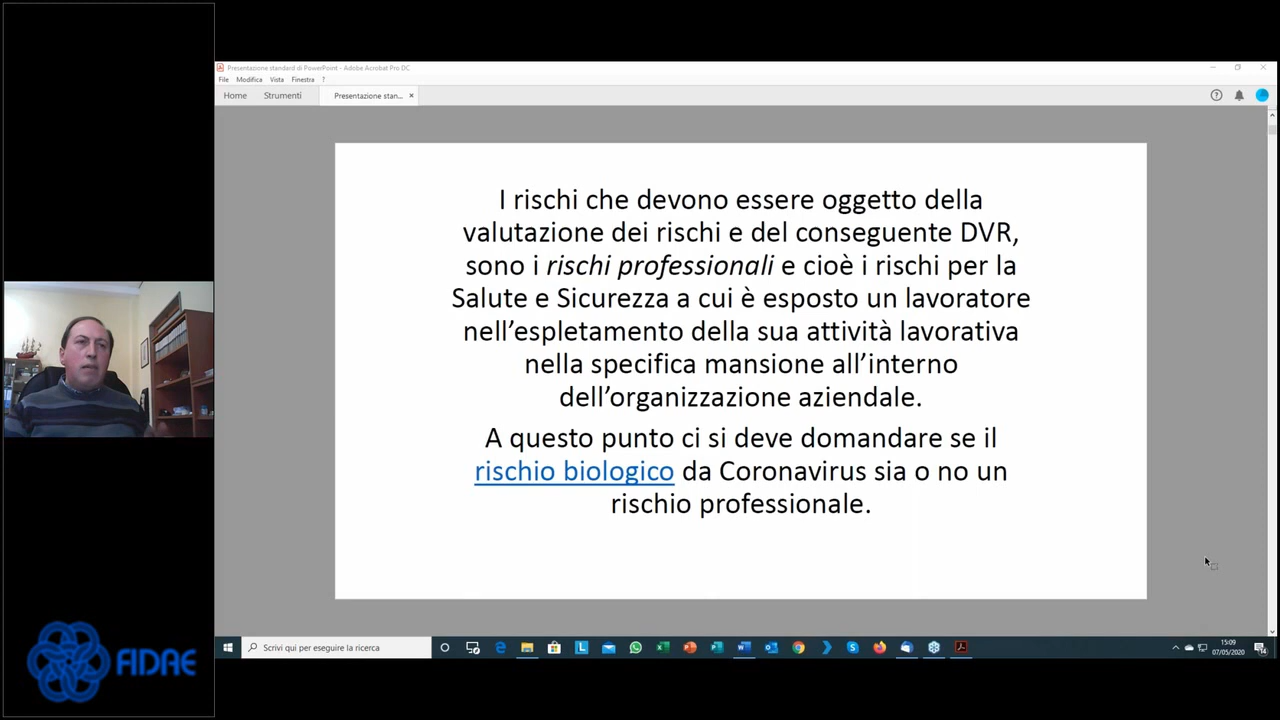 Presentazione standard di PowerPoint - Adobe Acrobat Pro DC
File Modifica Vista Finestra ?
Home Strumenti Presentazione stan... ×
I rischi che devono essere oggetto della
valutazione dei rischi e del conseguente DVR,
sono i rischi professionali e cioè i rischi per la
Salute e Sicurezza a cui è esposto un lavoratore
nell’espletamento della sua attività lavorativa
nella specifica mansione all’interno
dell’organizzazione aziendale.
A questo punto ci si deve domandare se il
rischio biologico da Coronavirus sia o no un
rischio professionale.
Scrivi qui per eseguire la ricerca
15:09
07/05/2020
FIDAE